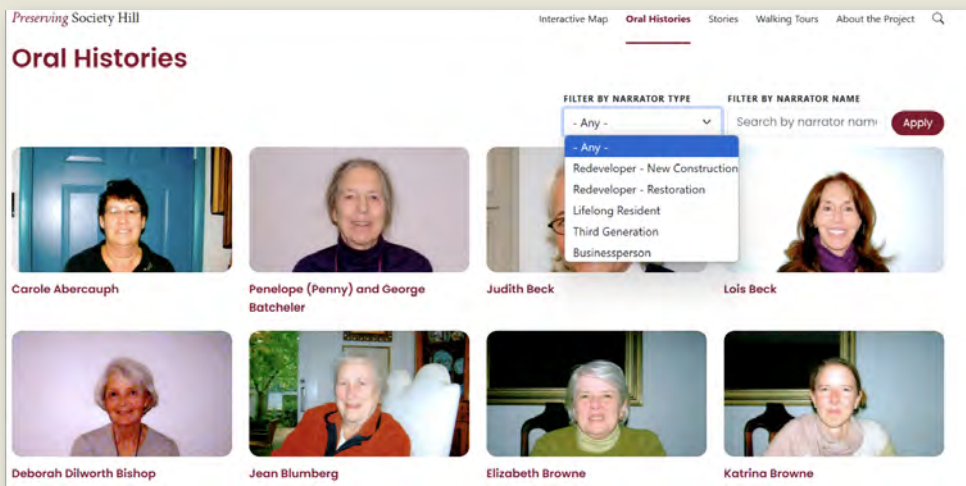 Preserving Society Hill
Interactive Map Oral Histories Stories Walking Tours About the Project
Oral Histories
FILTER BY NARRATOR TYPE FILTER BY NARRATOR NAME
- Any - Search by narrator nam Apply
- Any -
Redeveloper - New Construction
Redeveloper - Restoration
Lifelong Resident
Third Generation
Businessperson
Carole Abercauph
Penelope (Penny) and George
Batcheler
Judith Beck
Lois Beck
Deborah Dilworth Bishop
Jean Blumberg
Elizabeth Browne
Katrina Browne